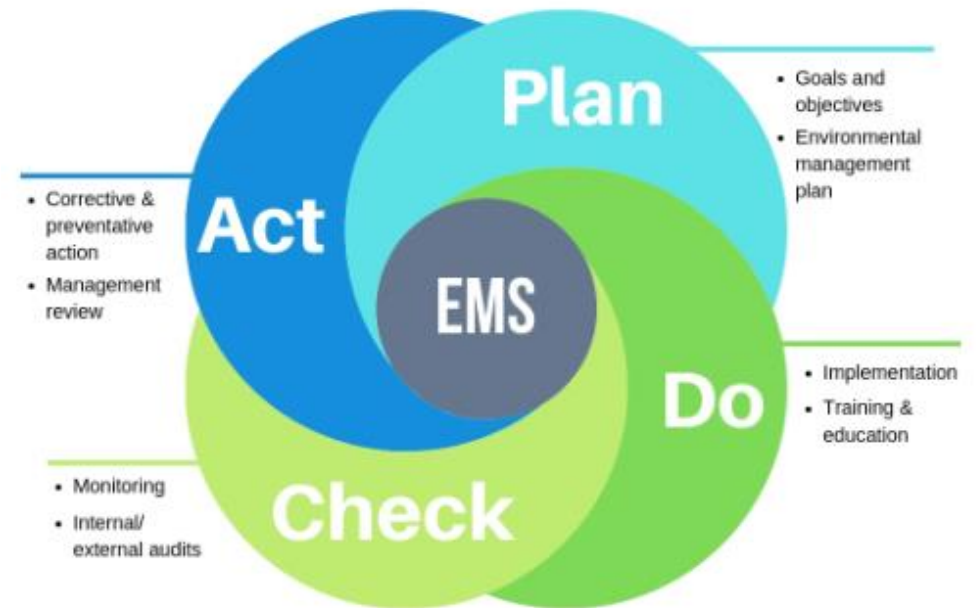 Plan
• Goals and
objectives
• Environmental
management
plan
Act
• Corrective &
preventative
action
• Management
review
EMS
Do
• Implementation
• Training &
education
Check
• Monitoring
• Internal/
external audits